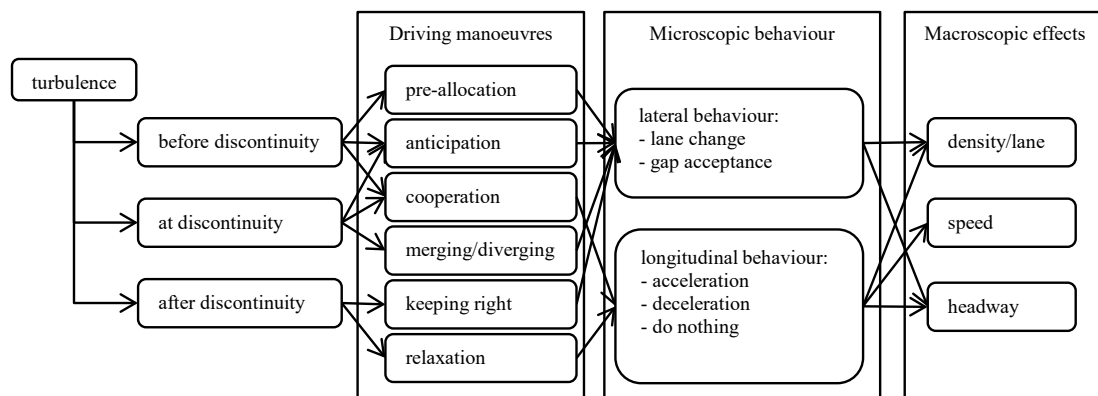 Driving manoeuvres
Microscopic behaviour
Macroscopic effects
turbulence
before discontinuity
at discontinuity
after discontinuity
pre-allocation
anticipation
cooperation
merging/diverging
keeping right
relaxation
lateral behaviour:
- lane change
- gap acceptance
longitudinal behaviour:
- acceleration
- deceleration
- do nothing
density/lane
speed
headway